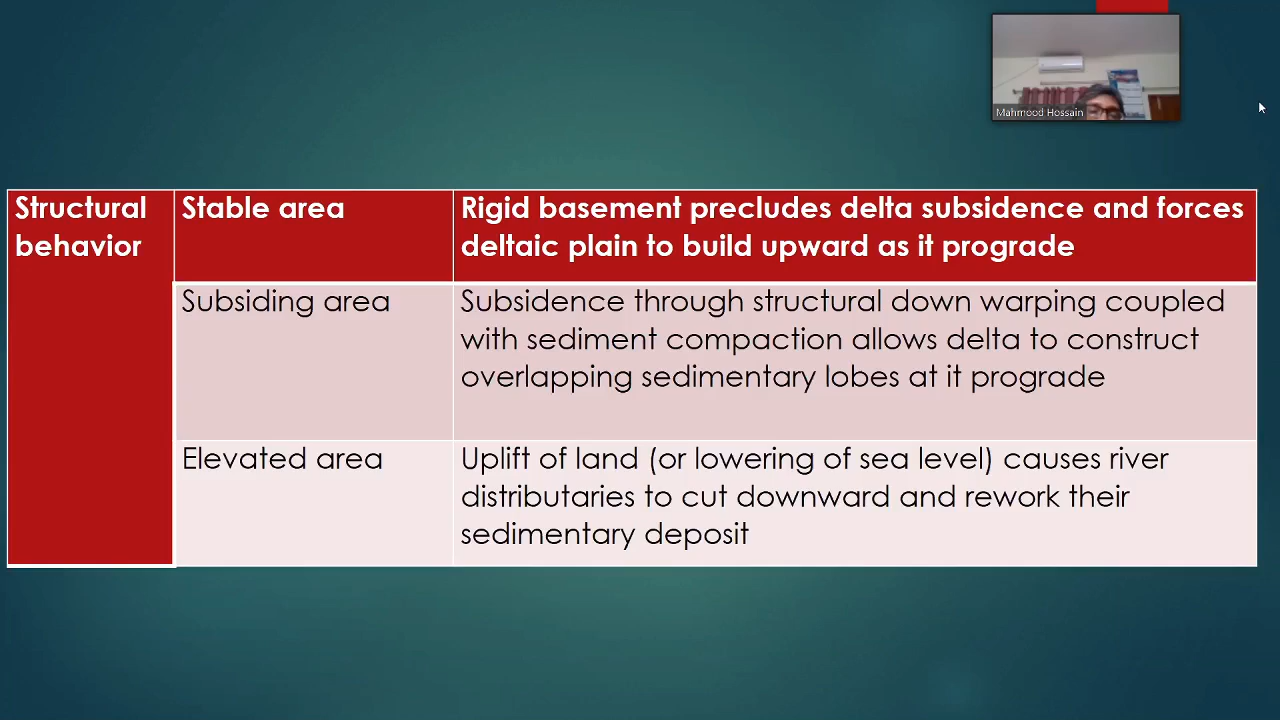 Mahmood Hossain
Structural
behavior
Stable area
Rigid basement precludes delta subsidence and forces
deltaic plain to build upward as it prograde
Subsiding area
Subsidence through structural down warping coupled
with sediment compaction allows delta to construct
overlapping sedimentary lobes at it prograde
Elevated area
Uplift of land (or lowering of sea level) causes river
distributaries to cut downward and rework their
sedimentary deposit